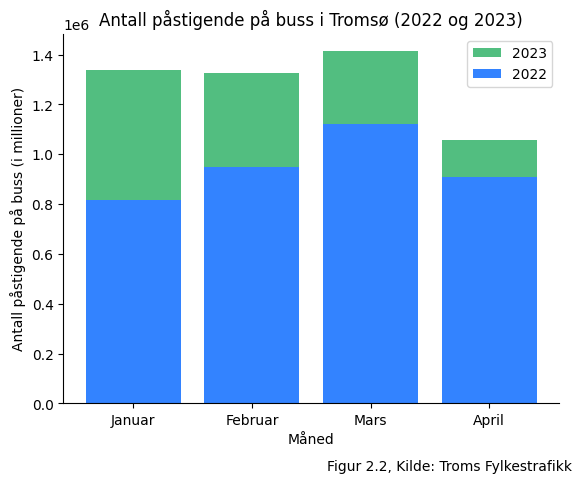 Antall påstigende på buss i Tromsø (2022 og 2023)
1e6
2023
2022
Antall påstigende på buss (i millioner)
1.4
1.2
1.0
0.8
0.6
0.4
0.2
0.0
Januar
Februar
Mars
April
Måned
Figur 2.2, Kilde: Troms Fylkestrafikk